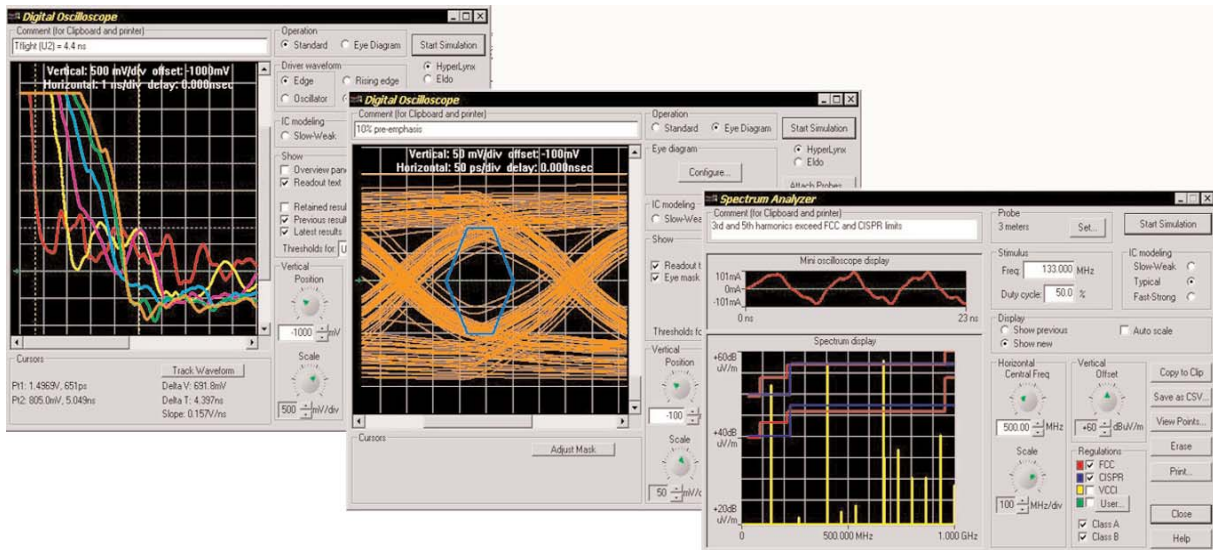 Digital Oscilloscope
Comment (for Clipboard and printer)
Tflight (U2) = 4.4 ns
Operation
Standard
Eye Diagram
Start Simulation
Vertical: 500 mV/div offset: -1000mV
Horizontal: 1 ns/div delay: 0.000nsec
Driver waveform
Edge
Rising edge
Oscillator
HyperLynx
Eldo
IC modeling
Slow-Weak
Show
Readout text
Latest results
Thresholds for:
Vertical
Position
-1000 mV
Scale
500 mV/div
Cursors
Track Waveform
Pt1: 1.4969V, 651ps
Delta V: 691.8mV
Pt2: 805.0mV, 5.049ns
Delta T: 4.397ns
Slope: 0.157V/ns
Digital Oscilloscope
Comment (for Clipboard and printer)
10% pre-emphasis
Operation
Standard
Eye Diagram
Start Simulation
Vertical: 50 mV/div offset: -100mV
Horizontal: 50 ps/div delay: 0.000nsec
Eye diagram
Configure...
HyperLynx
Eldo
Attach Probes...
IC modeling
Show
Eye mask
Vertical
Position
-100
Scale
50
Cursors
Adjust Mask
Spectrum Analyzer
Comment (for Clipboard and printer)
3rd and 5th harmonics exceed FCC and CISPR limits
Probe
3 meters
Set...
Start Simulation
Mini oscilloscope display
101mA
0mA
-101mA
0 ns
23 ns
Stimulus
Freq: 133.000 MHz
Duty cycle: 50.0 %
IC modeling
Slow-Weak
Typical
Fast-Strong
Display
Show previous
Show new
Auto scale
Spectrum display
+60dB
uV/m
+40dB
uV/m
+20dB
uV/m
0
500.000 MHz
1.000 GHz
Horizontal
Central Freq
500.00 MHz
Scale
100 MHz/div
Vertical
Offset
+60 dBuV/m
Regulations
FCC
CISPR
VCCI
User...
Class A
Class B
Copy to Clip
Save as CSV...
View Points...
Erase
Print...
Close
Help